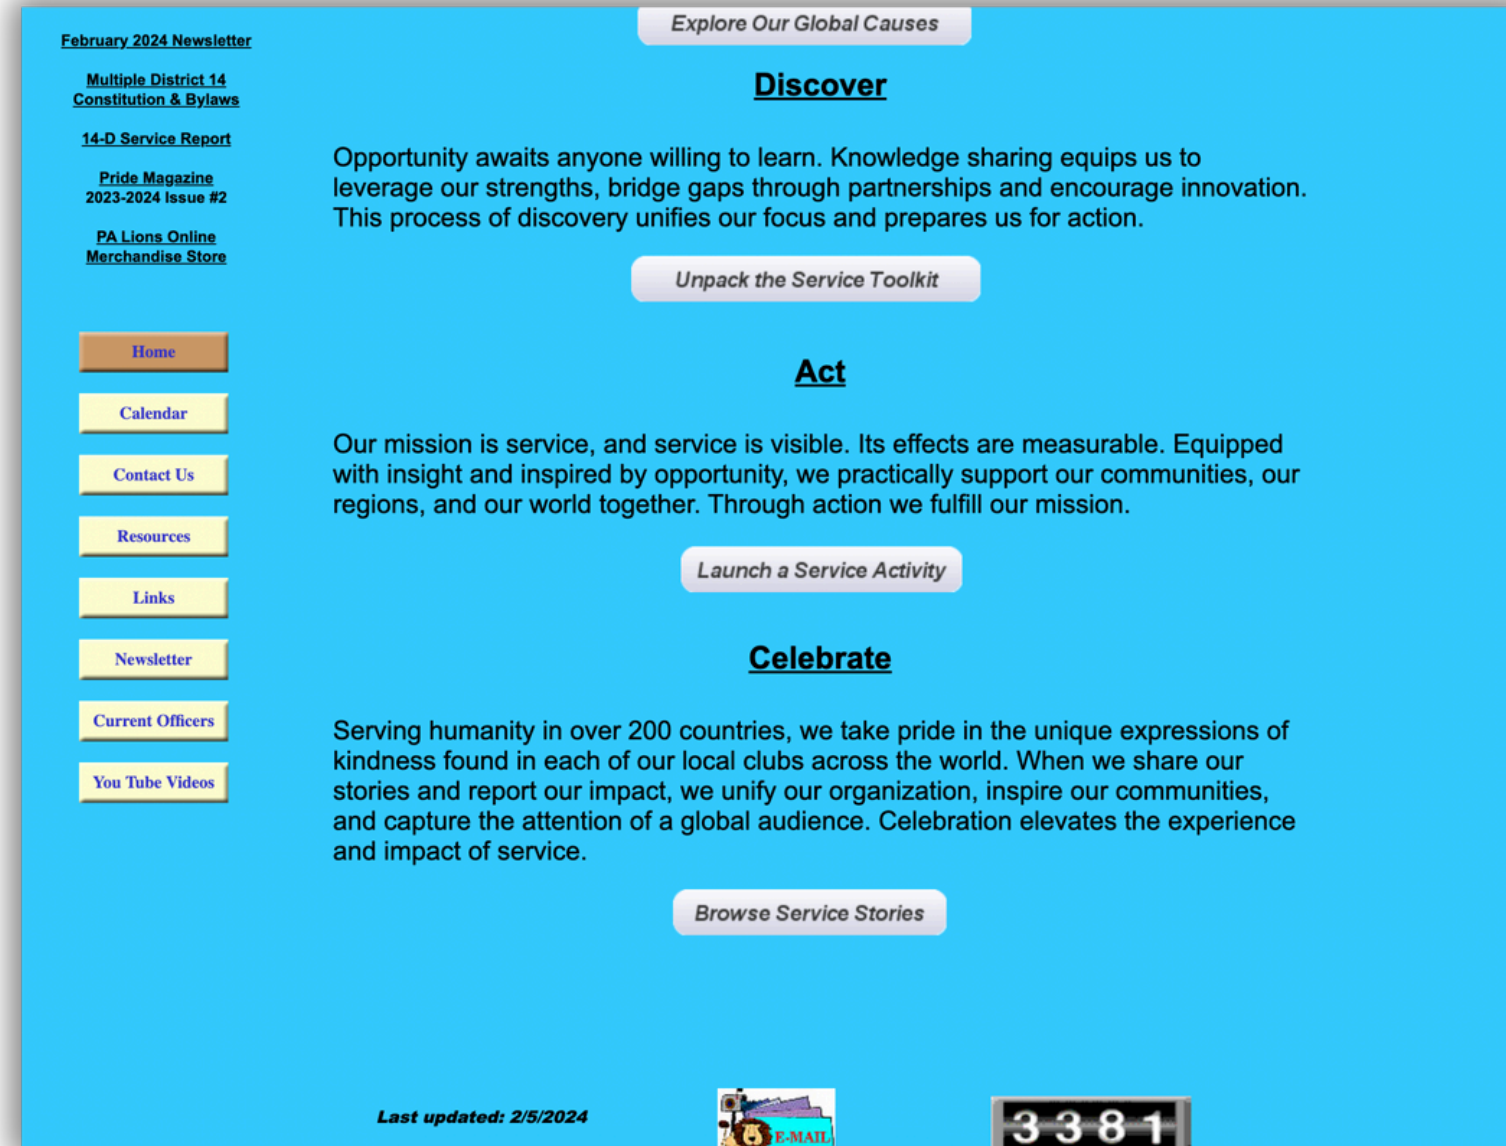 February 2024 Newsletter
Multiple District 14
Constitution & Bylaws
14-D Service Report
Pride Magazine
2023-2024 Issue #2
PA Lions Online
Merchandise Store
Home
Calendar
Contact Us
Resources
Links
Newsletter
Current Officers
You Tube Videos
Explore Our Global Causes
Discover
Opportunity awaits anyone willing to learn. Knowledge sharing equips us to
leverage our strengths, bridge gaps through partnerships and encourage innovation.
This process of discovery unifies our focus and prepares us for action.
Unpack the Service Toolkit
Act
Our mission is service, and service is visible. Its effects are measurable. Equipped
with insight and inspired by opportunity, we practically support our communities, our
regions, and our world together. Through action we fulfill our mission.
Launch a Service Activity
Celebrate
Serving humanity in over 200 countries, we take pride in the unique expressions of
kindness found in each of our local clubs across the world. When we share our
stories and report our impact, we unify our organization, inspire our communities,
and capture the attention of a global audience. Celebration elevates the experience
and impact of service.
Browse Service Stories
Last updated: 2/5/2024
E-MAIL
3381